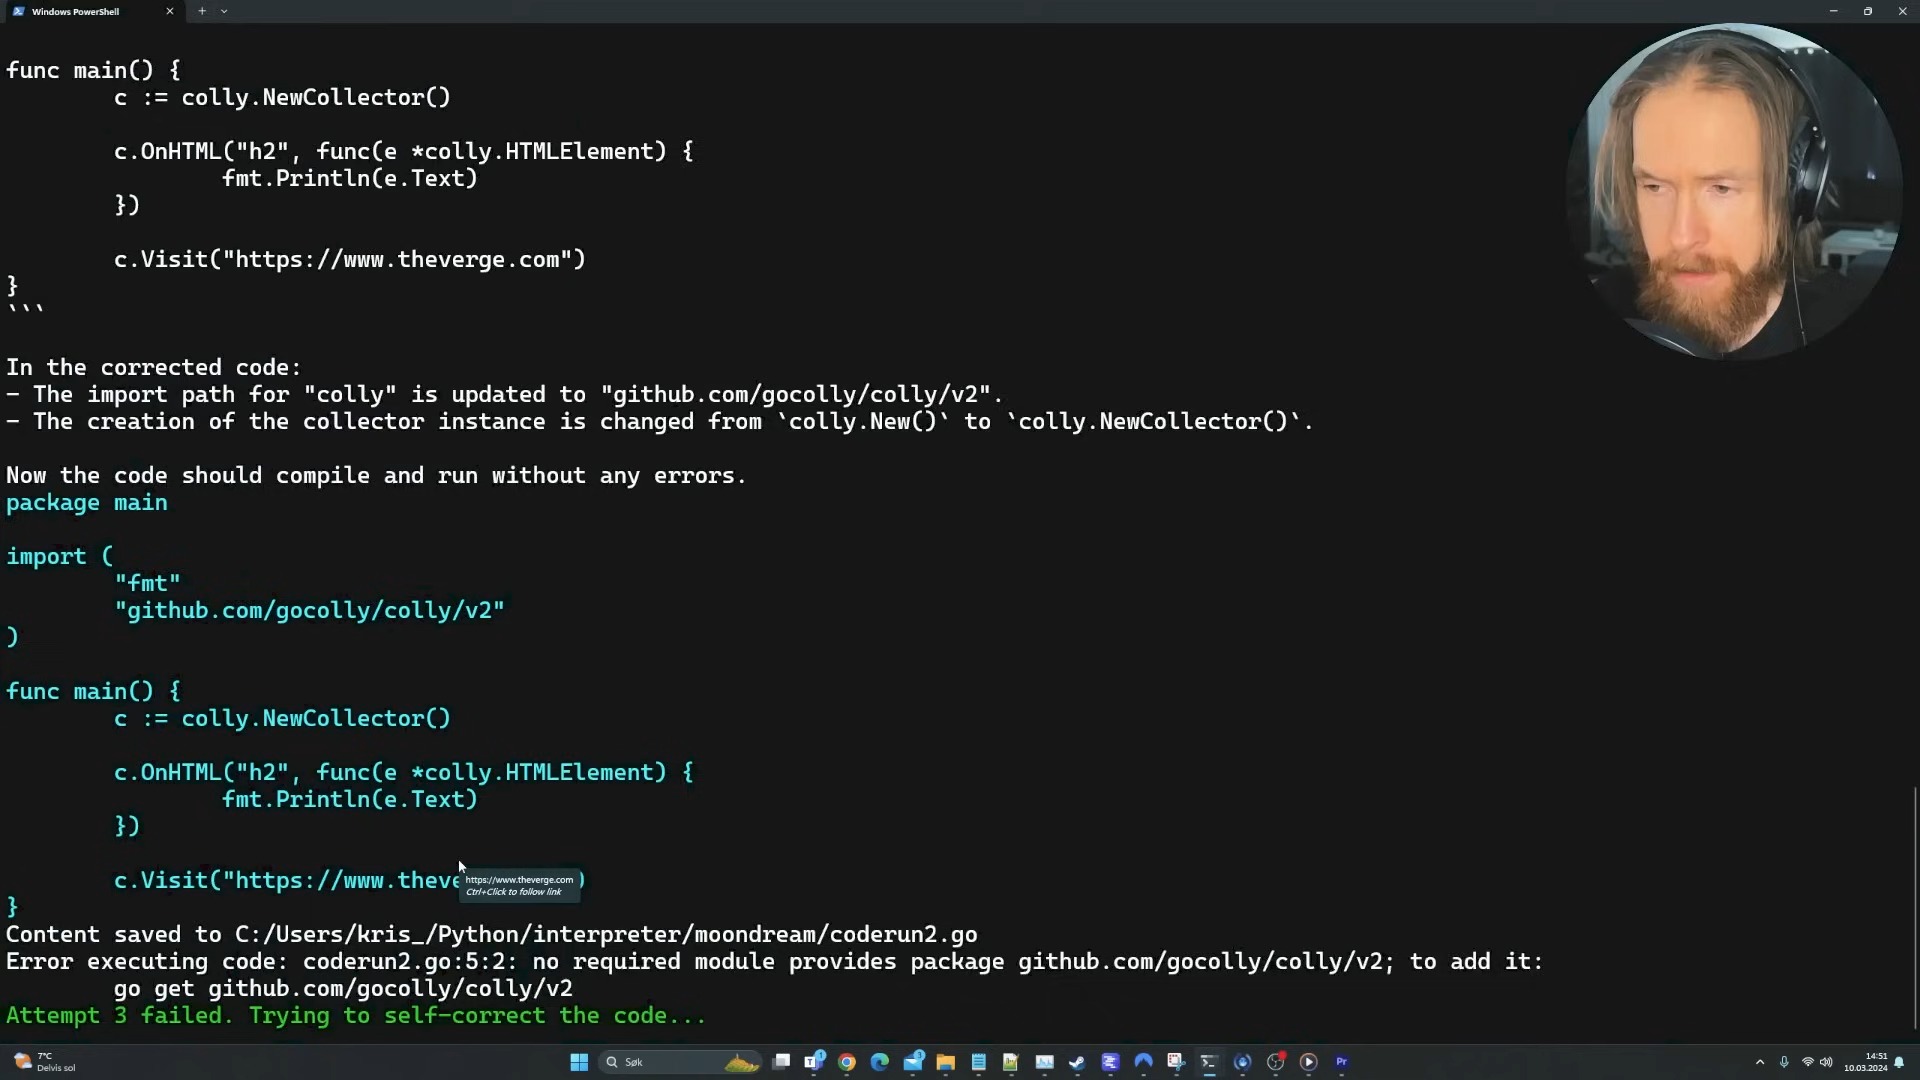 Windows PowerShell
func main() {
c := colly.NewCollector()
c.OnHTML("h2", func(e *colly.HTMLElement) {
fmt.Println(e.Text)
})
c.Visit("https://www.theverge.com")
}
```
In the corrected code:
- The import path for "colly" is updated to "github.com/gocolly/colly/v2".
- The creation of the collector instance is changed from `colly.New()` to `colly.NewCollector()`.
Now the code should compile and run without any errors.
package main
import (
"fmt"
"github.com/gocolly/colly/v2"
)
func main() {
c := colly.NewCollector()
c.OnHTML("h2", func(e *colly.HTMLElement) {
fmt.Println(e.Text)
})
c.Visit("https://www.theve
)
https://www.theverge.com
Ctrl+Click to follow link
}
Content saved to C:/Users/kris_/Python/interpreter/moondream/coderun2.go
Error executing code: coderun2.go:5:2: no required module provides package github.com/gocolly/colly/v2; to add it:
go get github.com/gocolly/colly/v2
Attempt 3 failed. Trying to self-correct the code...
7°C
Delvis sol
Søk
Pr
14:51
10.03.2024